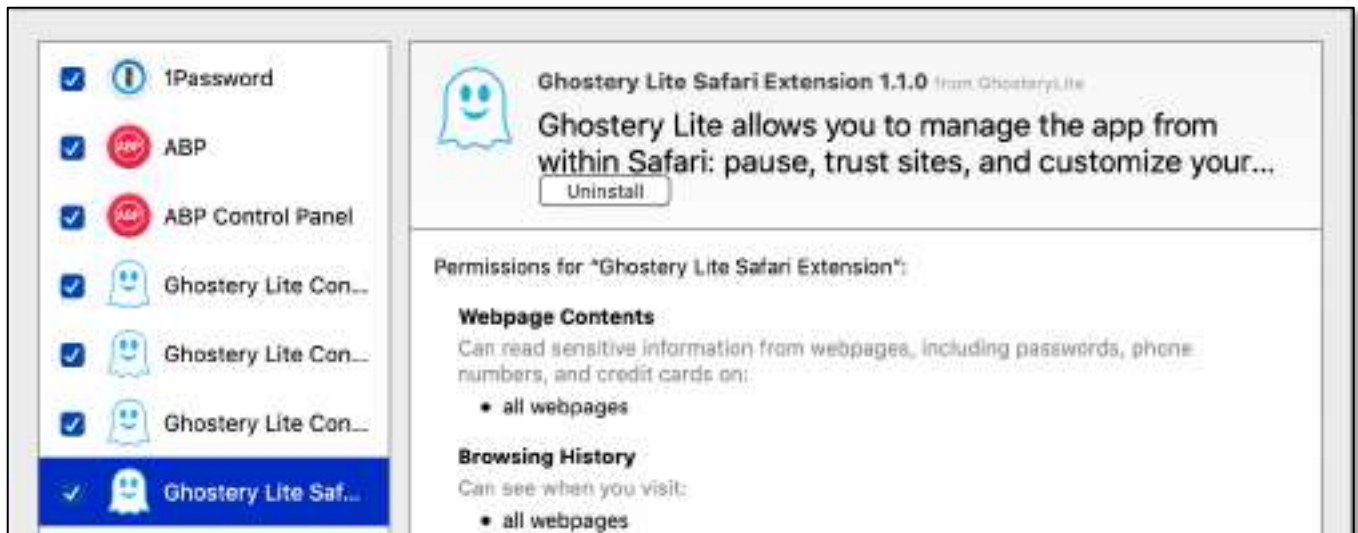 1Password
ABP
ABP Control Panel
Ghostery Lite Con...
Ghostery Lite Con...
Ghostery Lite Con...
Ghostery Lite Saf...
Ghostery Lite Safari Extension 1.1.0 from GhosteryLite
Ghostery Lite allows you to manage the app from
within Safari: pause, trust sites, and customize your...
Uninstall
Permissions for "Ghostery Lite Safari Extension":
Webpage Contents
Can read sensitive information from webpages, including passwords, phone
numbers, and credit cards on:
• all webpages
Browsing History
Can see when you visit:
• all webpages